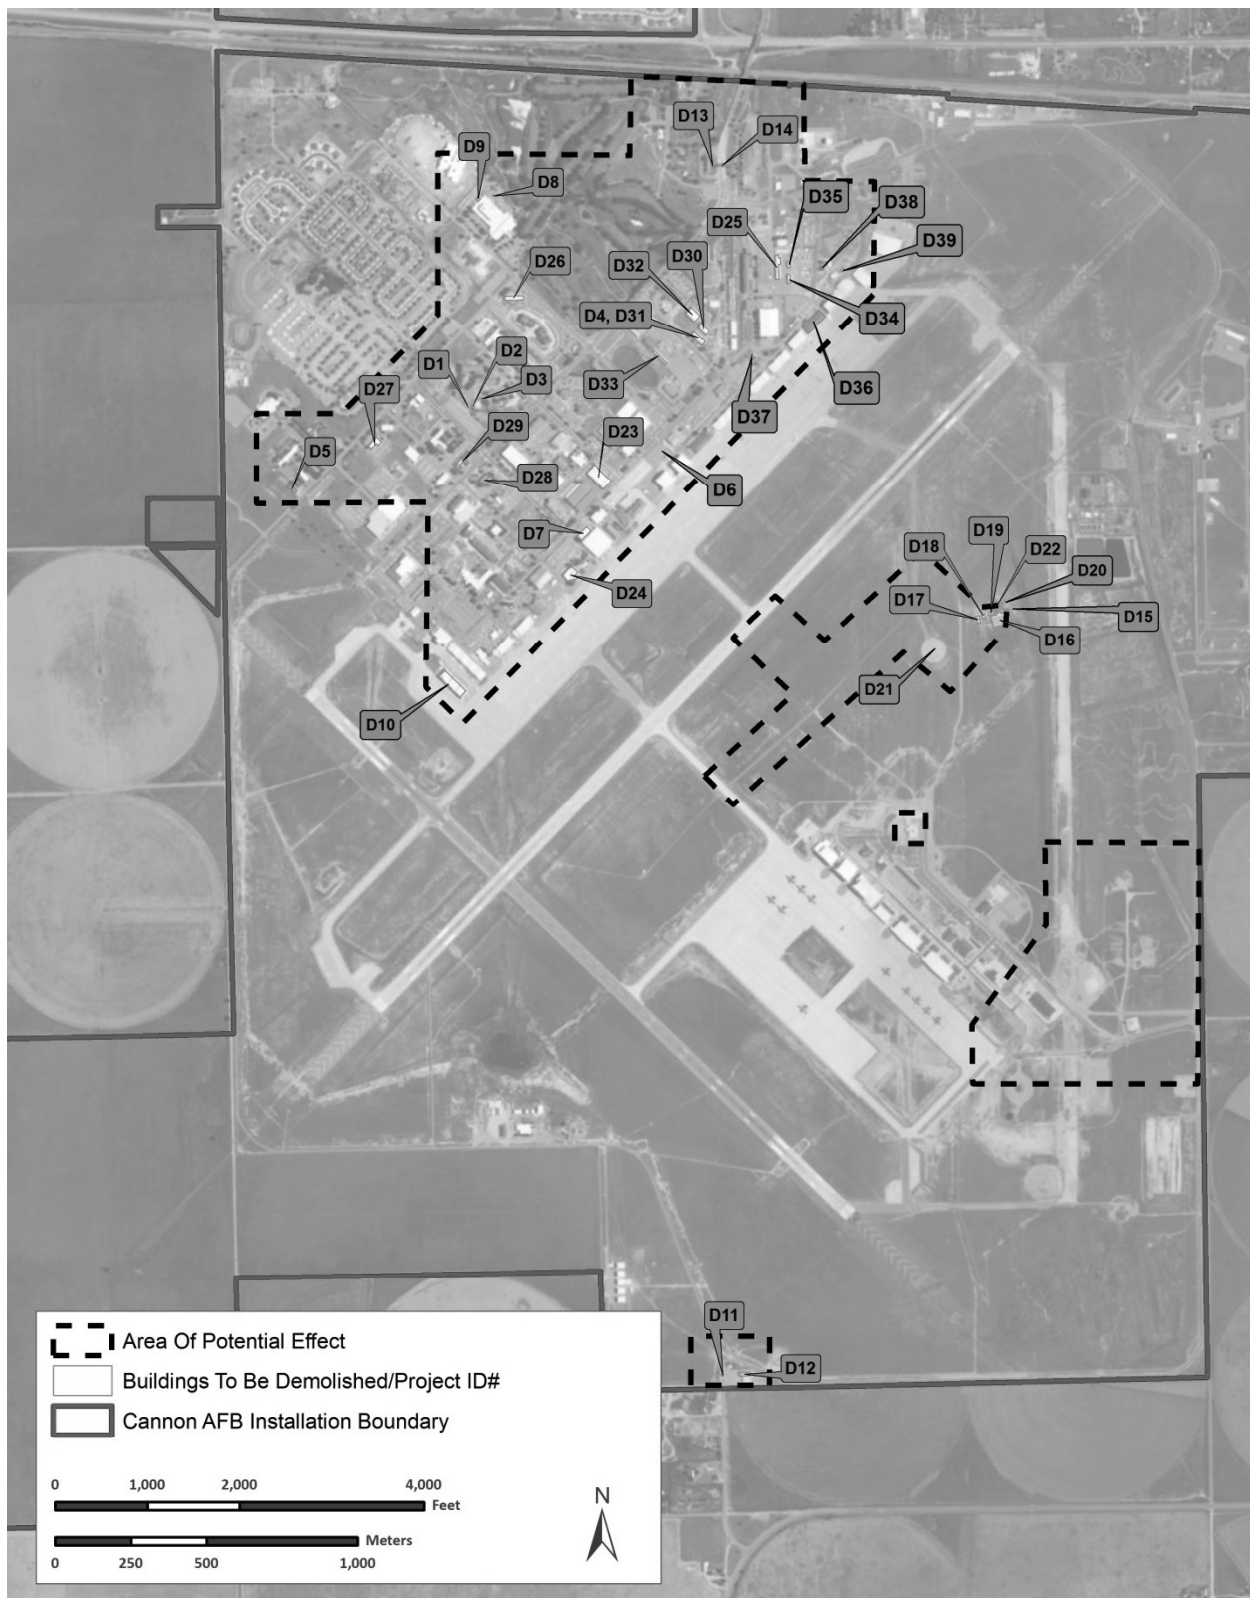 D13
D14
D9
D8
D35
D38
D25
D39
D26
D32
D30
D4, D31
D34
D2
D1
D3
D33
D36
D27
D37
D29
D23
D5
D28
D6
D7
D19
D18
D22
D20
D24
D17
D15
D16
D21
D10
D11
D12
Area Of Potential Effect
Buildings To Be Demolished/Project ID#
Cannon AFB Installation Boundary
0 1,000 2,000 4,000
Feet
Meters
0 250 500 1,000
N